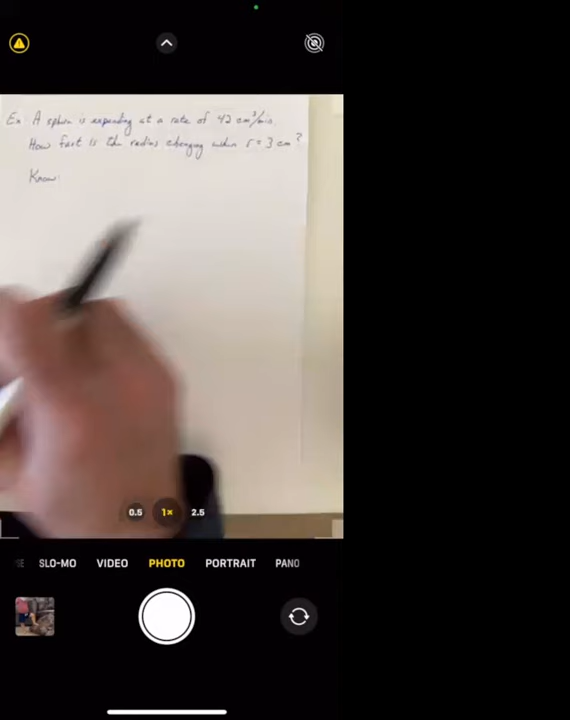 Ex A sphere is expanding at a rate of 42 cm³/min.
How fast is the radius changing when r = 3 cm?
Know:
0.5 1× 2.5
SLO-MO VIDEO PHOTO PORTRAIT PANO